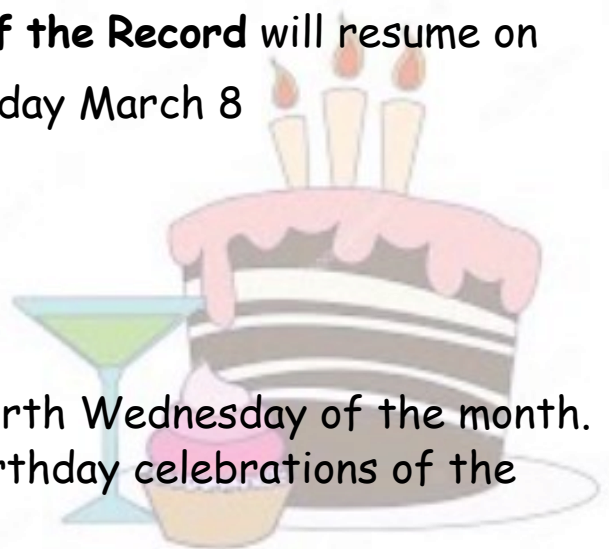 f the Record will resume on
day March 8
rth Wednesday of the month.
rthday celebrations of the